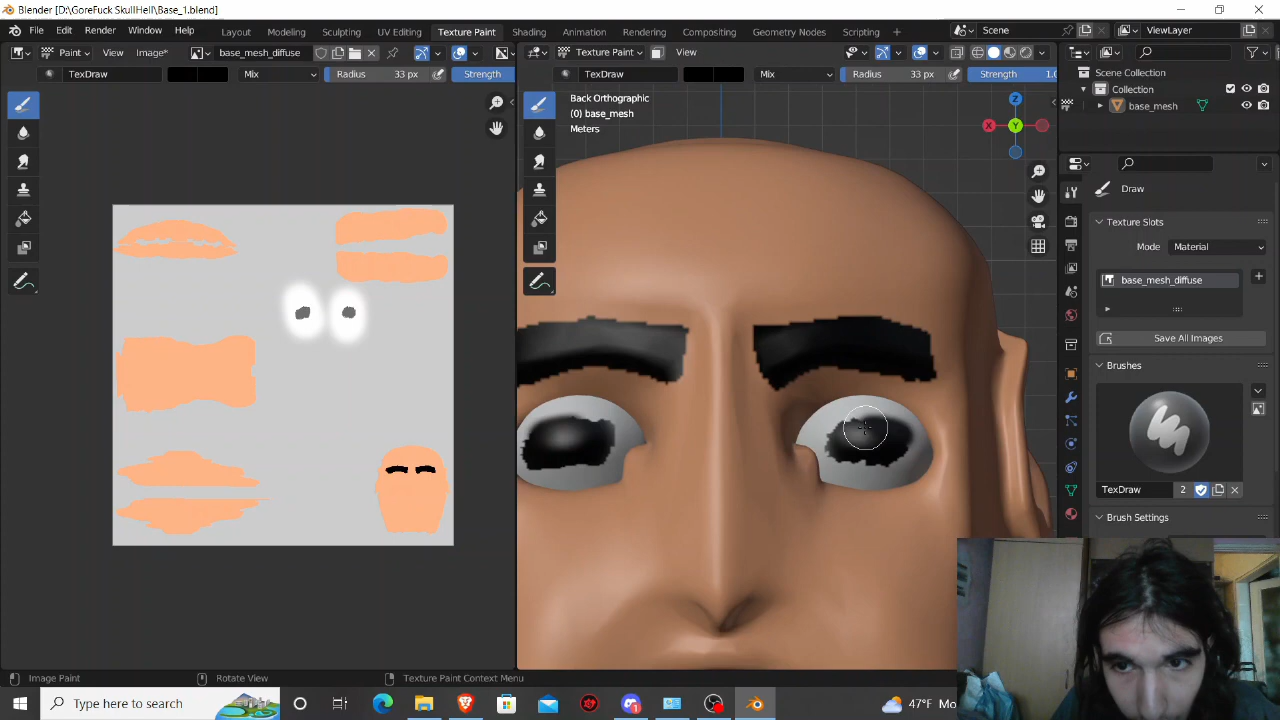 Blender [D:\GoreFuck SkullHell\Base_1.blend]
File Edit Render Window Help
Layout Modeling Sculpting UV Editing Texture Paint Shading Animation Rendering Compositing Geometry Nodes Scripting +
Scene
ViewLayer
Paint View Image* base_mesh_diffuse
Texture Paint View
TexDraw Mix Radius 33 px Strength
TexDraw Mix Radius 33 px Strength 1.0
Back Orthographic
(0) base_mesh
Meters
Z
X
Y
Scene Collection
Collection
base_mesh
Draw
Texture Slots
Mode Material
base_mesh_diffuse
Save All Images
Brushes
TexDraw 2
Brush Settings
Image Paint Rotate View Texture Paint Context Menu
Type here to search
1
47°F Mo